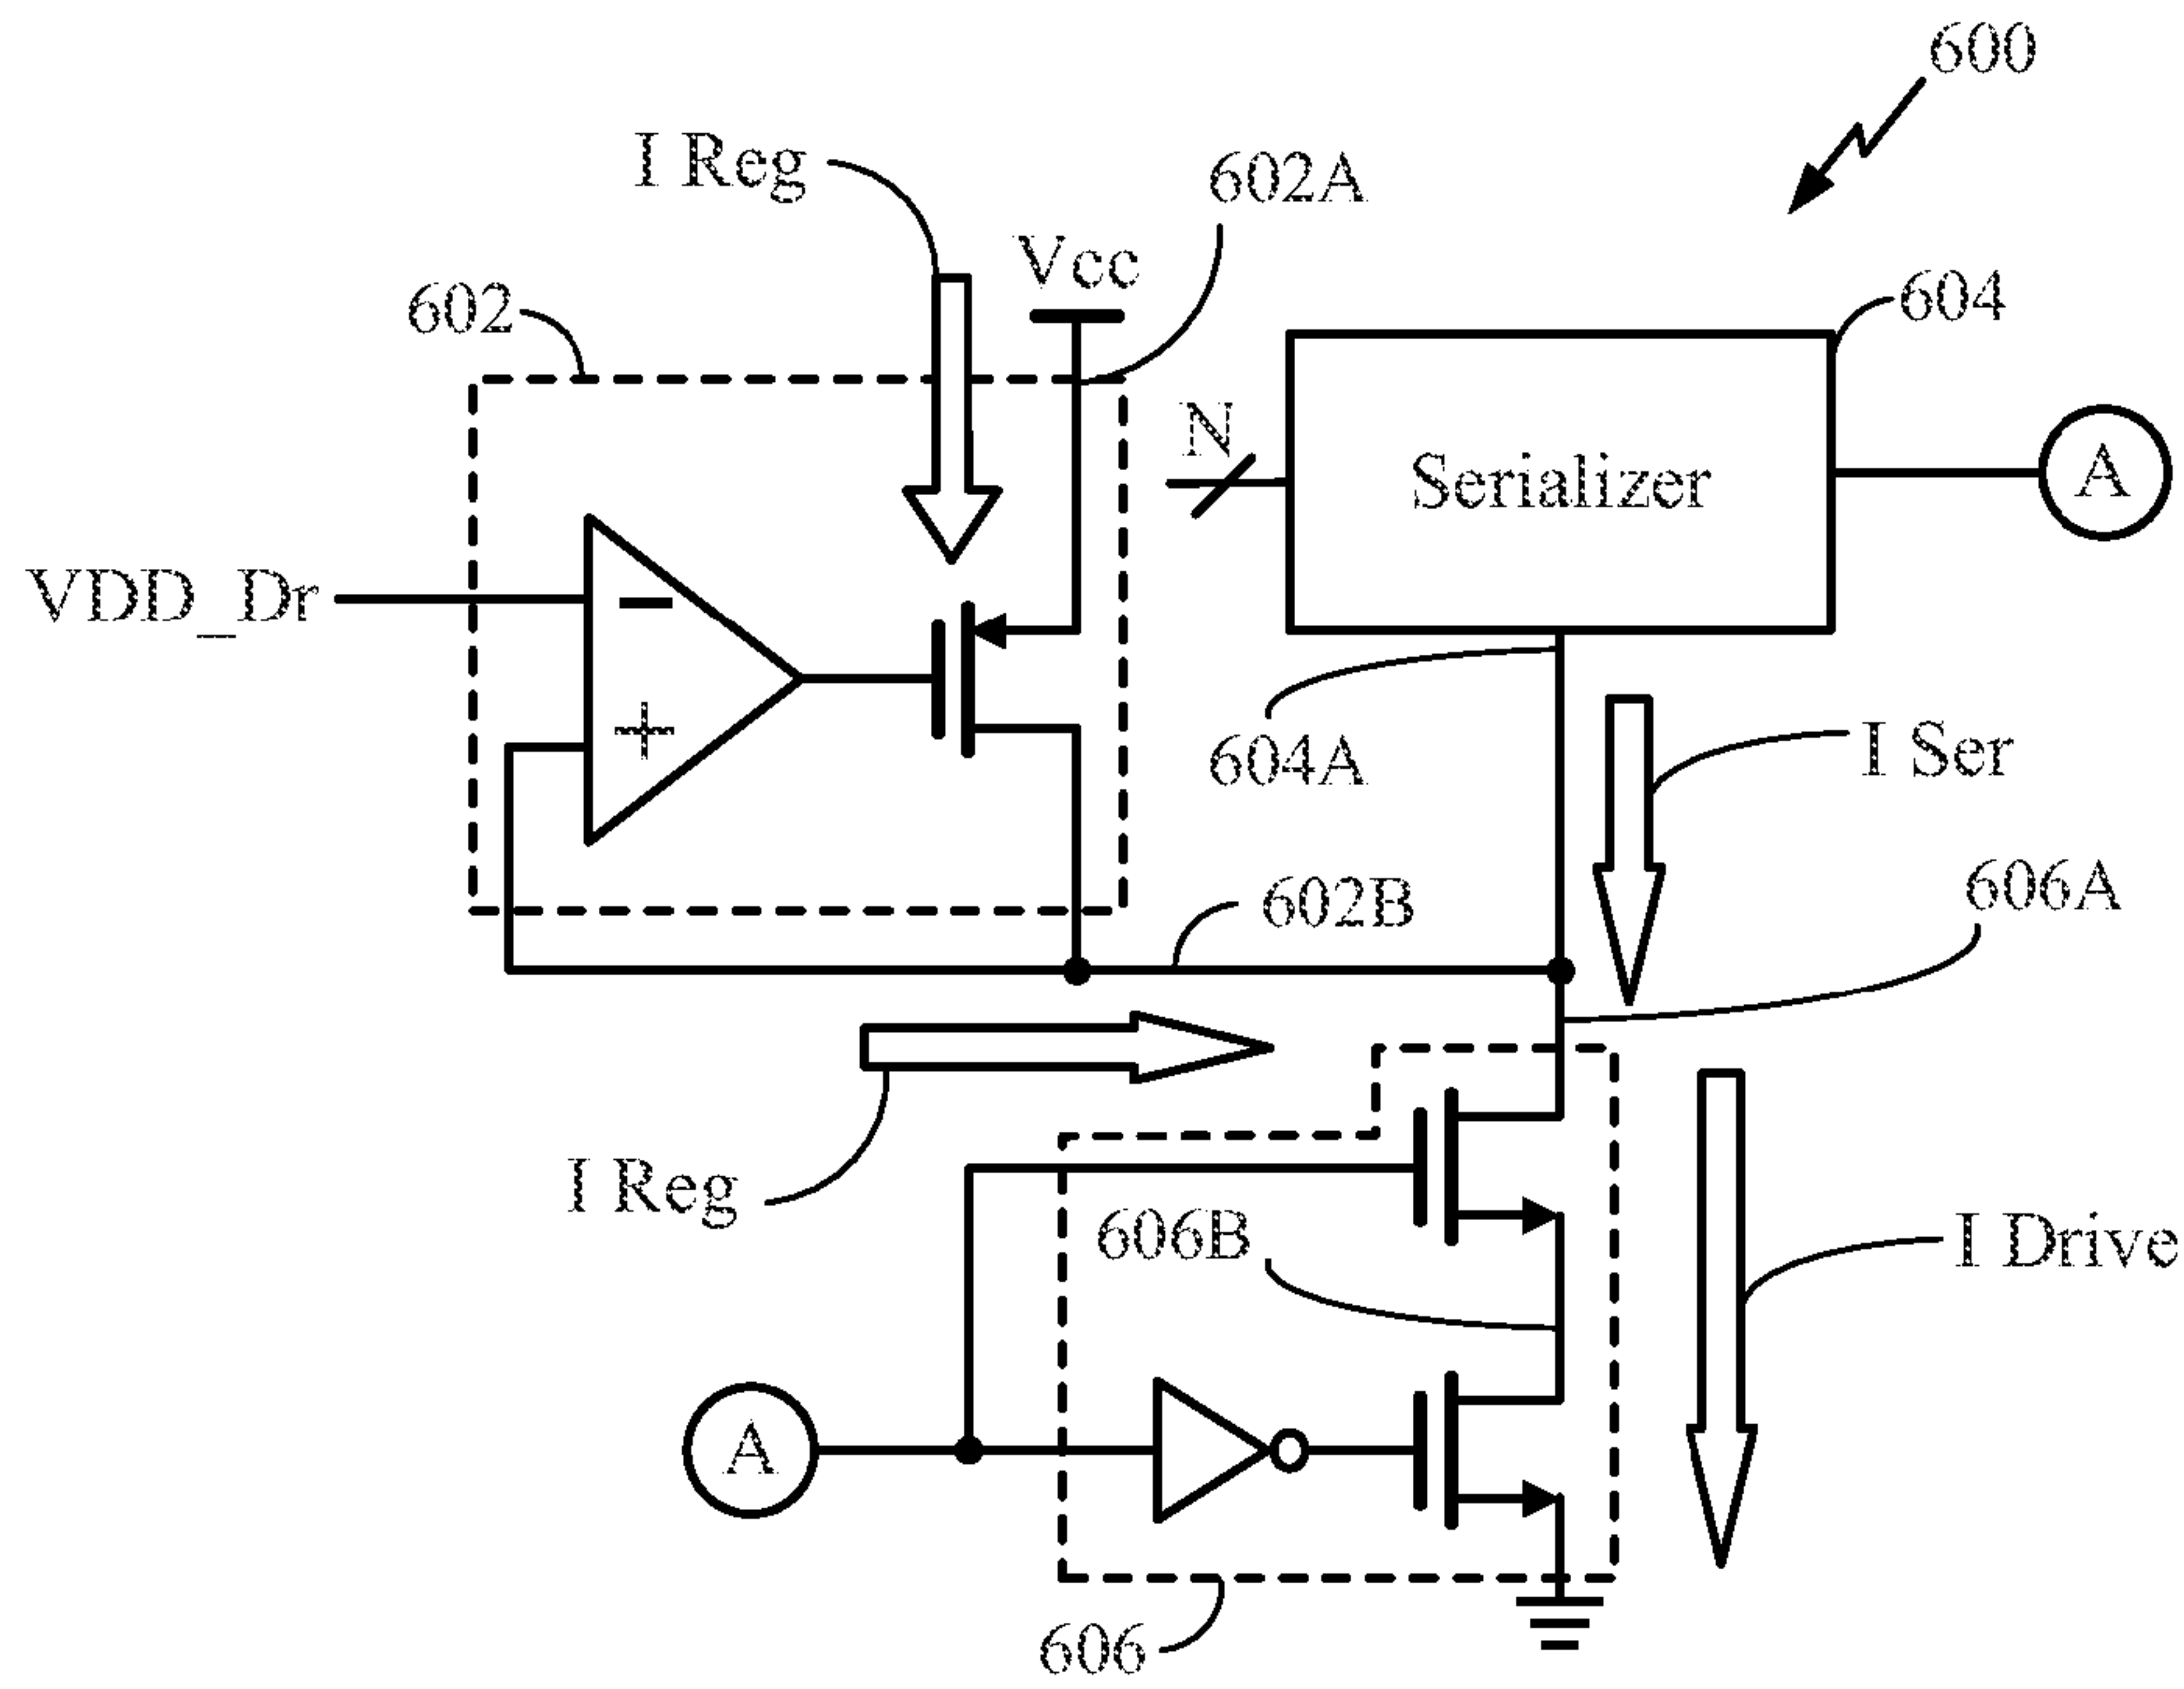 600
I Reg
602A
Vcc
602
604
N
Serializer
A
VDD_Dr
−
+
604A
I Ser
602B
606A
I Reg
606B
I Drive
A
606